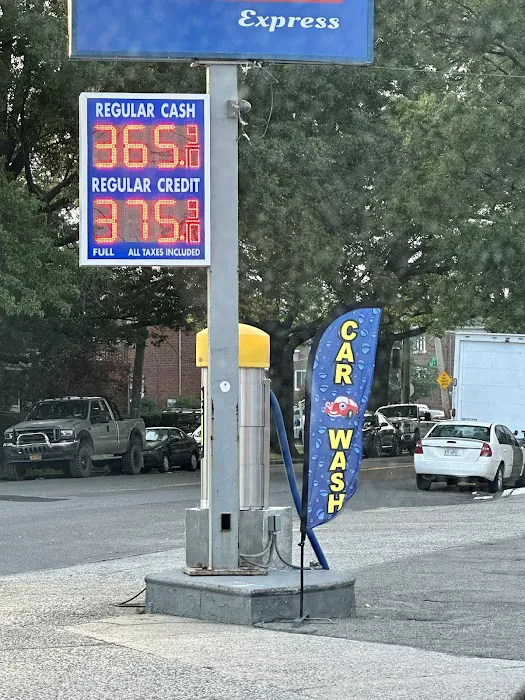 Express
REGULAR CASH
365.9/10
REGULAR CREDIT
375.9/10
FULL ALL TAXES INCLUDED
CAR
WASH